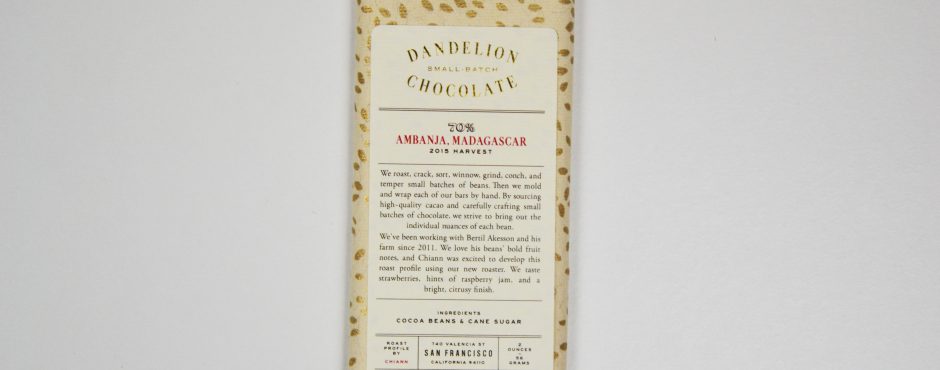 DANDELION
SMALL-BATCH
CHOCOLATE
70%
AMBANJA, MADAGASCAR
2015 HARVEST
We roast, crack, sort, winnow, grind, conch, and
temper small batches of beans. Then we mold
and wrap each of our bars by hand. By sourcing
high-quality cacao and carefully crafting small
batches of chocolate, we strive to bring out the
individual nuances of each bean.
We've been working with Bertil Akesson and his
farm since 2011. We love his beans' bold fruit
notes, and Chiann was excited to develop this
roast profile using our new roaster. We taste
strawberries, hints of raspberry jam, and a
bright, citrusy finish.
INGREDIENTS
COCOA BEANS & CANE SUGAR
ROAST
PROFILE
BY
CHIANN
740 VALENCIA ST
SAN FRANCISCO
CALIFORNIA 94110
2
OUNCES
56
GRAMS